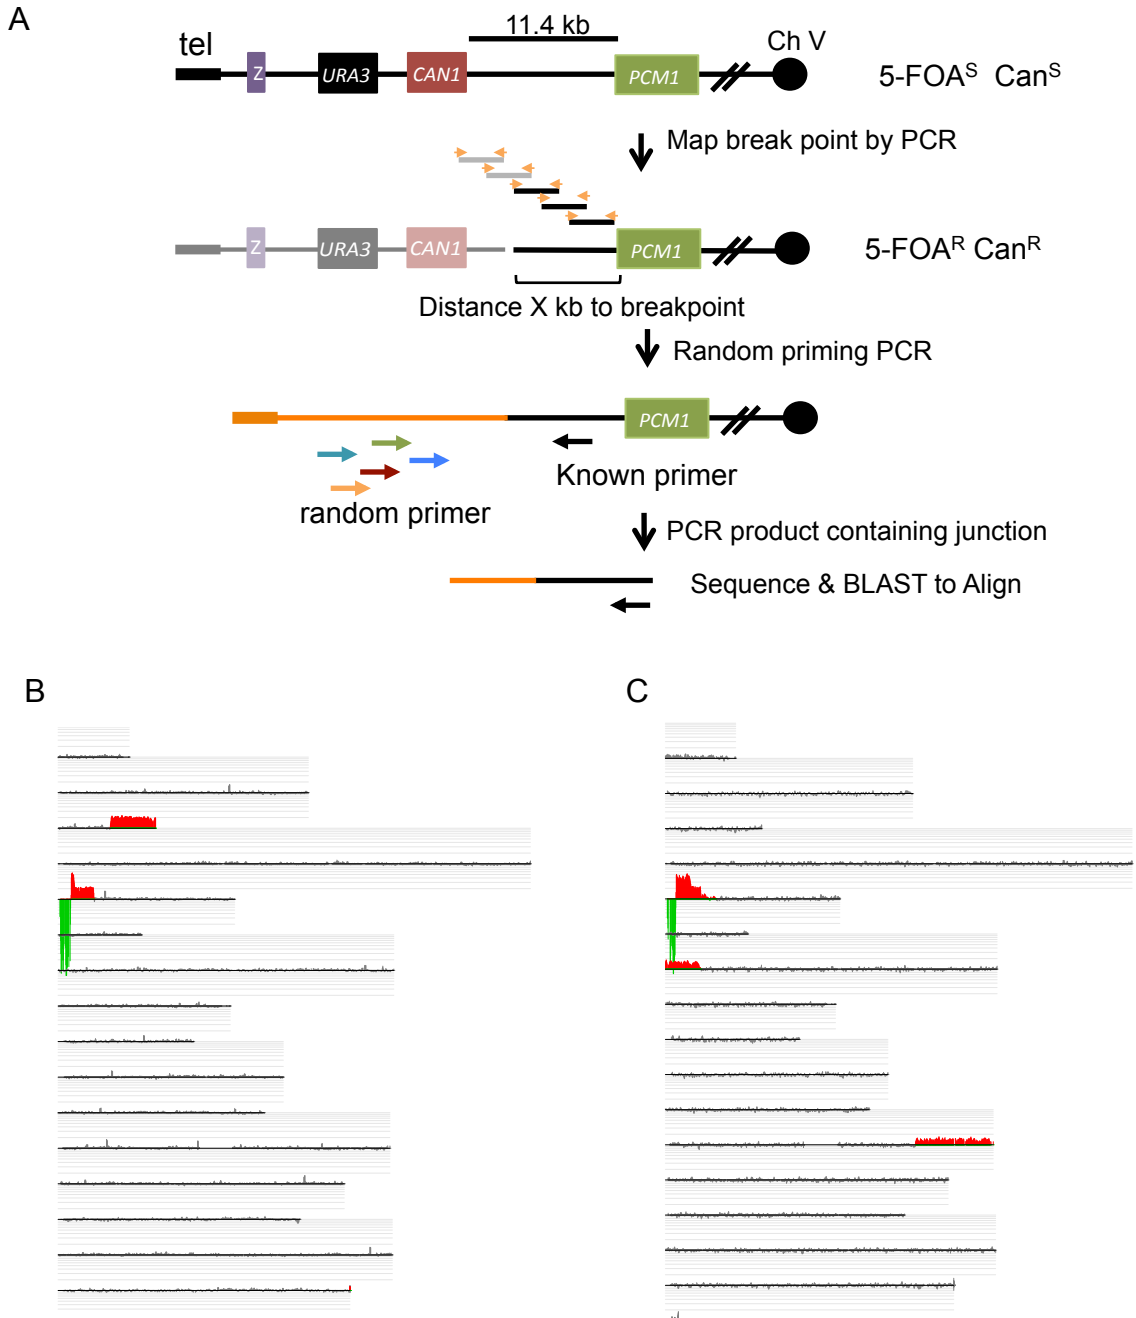 A
11.4 kb
tel
Ch V
Z
URA3
CAN1
PCM1
5-FOA^S Can^S
Map break point by PCR
Z
URA3
CAN1
PCM1
5-FOA^R Can^R
Distance X kb to breakpoint
Random priming PCR
PCM1
Known primer
random primer
PCR product containing junction
Sequence & BLAST to Align
B
C